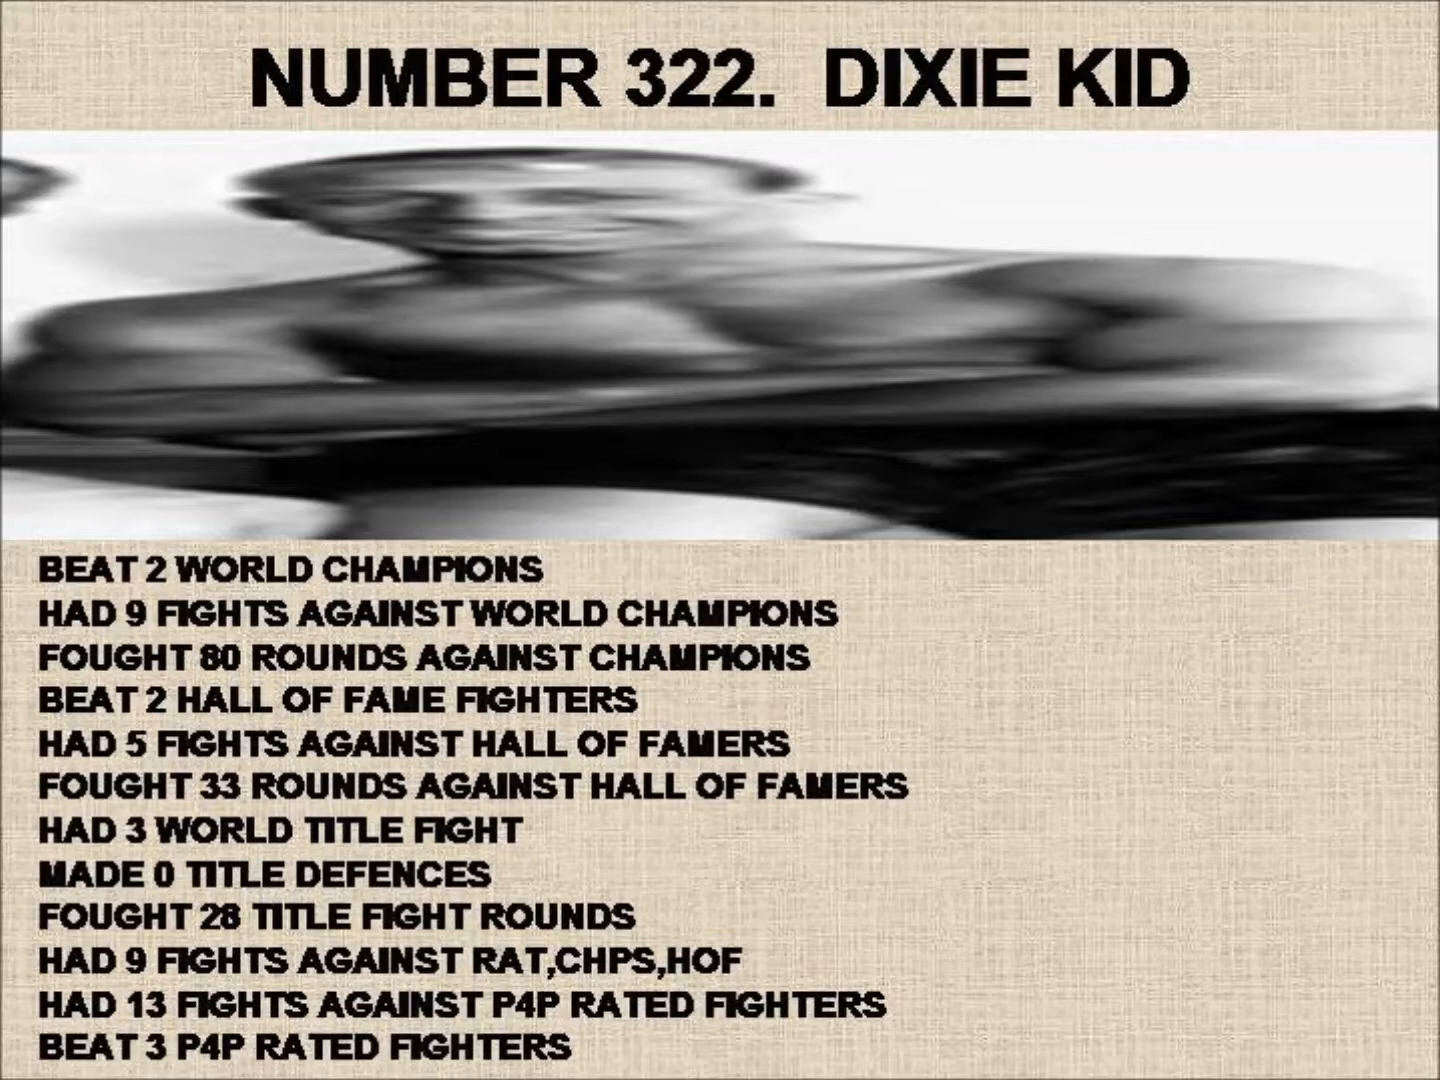 NUMBER 322. DIXIE KID
BEAT 2 WORLD CHAMPIONS
HAD 9 FIGHTS AGAINST WORLD CHAMPIONS
FOUGHT 80 ROUNDS AGAINST CHAMPIONS
BEAT 2 HALL OF FAME FIGHTERS
HAD 5 FIGHTS AGAINST HALL OF FAMERS
FOUGHT 33 ROUNDS AGAINST HALL OF FAMERS
HAD 3 WORLD TITLE FIGHT
MADE 0 TITLE DEFENCES
FOUGHT 28 TITLE FIGHT ROUNDS
HAD 9 FIGHTS AGAINST RAT,CHPS,HOF
HAD 13 FIGHTS AGAINST P4P RATED FIGHTERS
BEAT 3 P4P RATED FIGHTERS